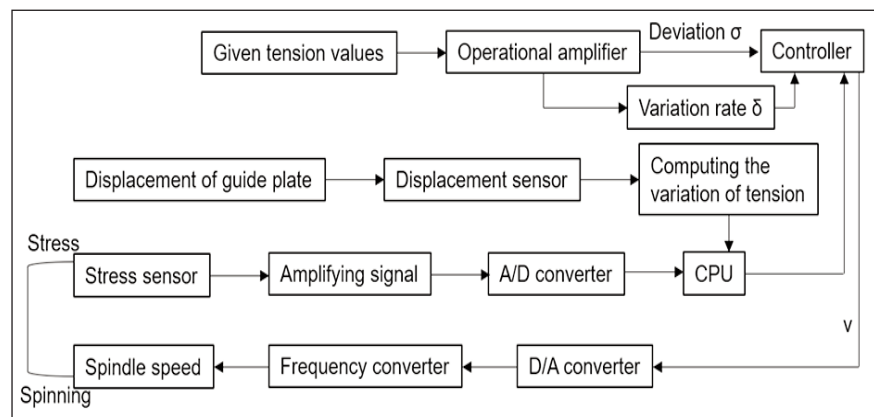 Deviation σ
Given tension values
Operational amplifier
Controller
Variation rate δ
Displacement of guide plate
Displacement sensor
Computing the
variation of tension
Stress
Stress sensor
Amplifying signal
A/D converter
CPU
v
Spindle speed
Frequency converter
D/A converter
Spinning